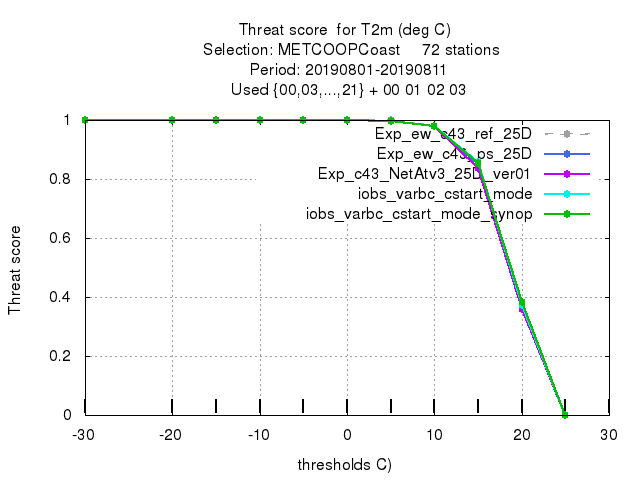 Threat score for T2m (deg C)
Selection: METCOOPCoast 72 stations
Period: 20190801-20190811
Used {00,03,...,21} + 00 01 02 03
Exp_ew_c43_ref_25D
Exp_ew_c43_ps_25D
Exp_c43_NetAtv3_25D_ver01
iobs_varbc_cstart_mode
iobs_varbc_cstart_mode_synop
Threat score
1
0.8
0.6
0.4
0.2
0
-30
-20
-10
0
10
20
30
thresholds C)